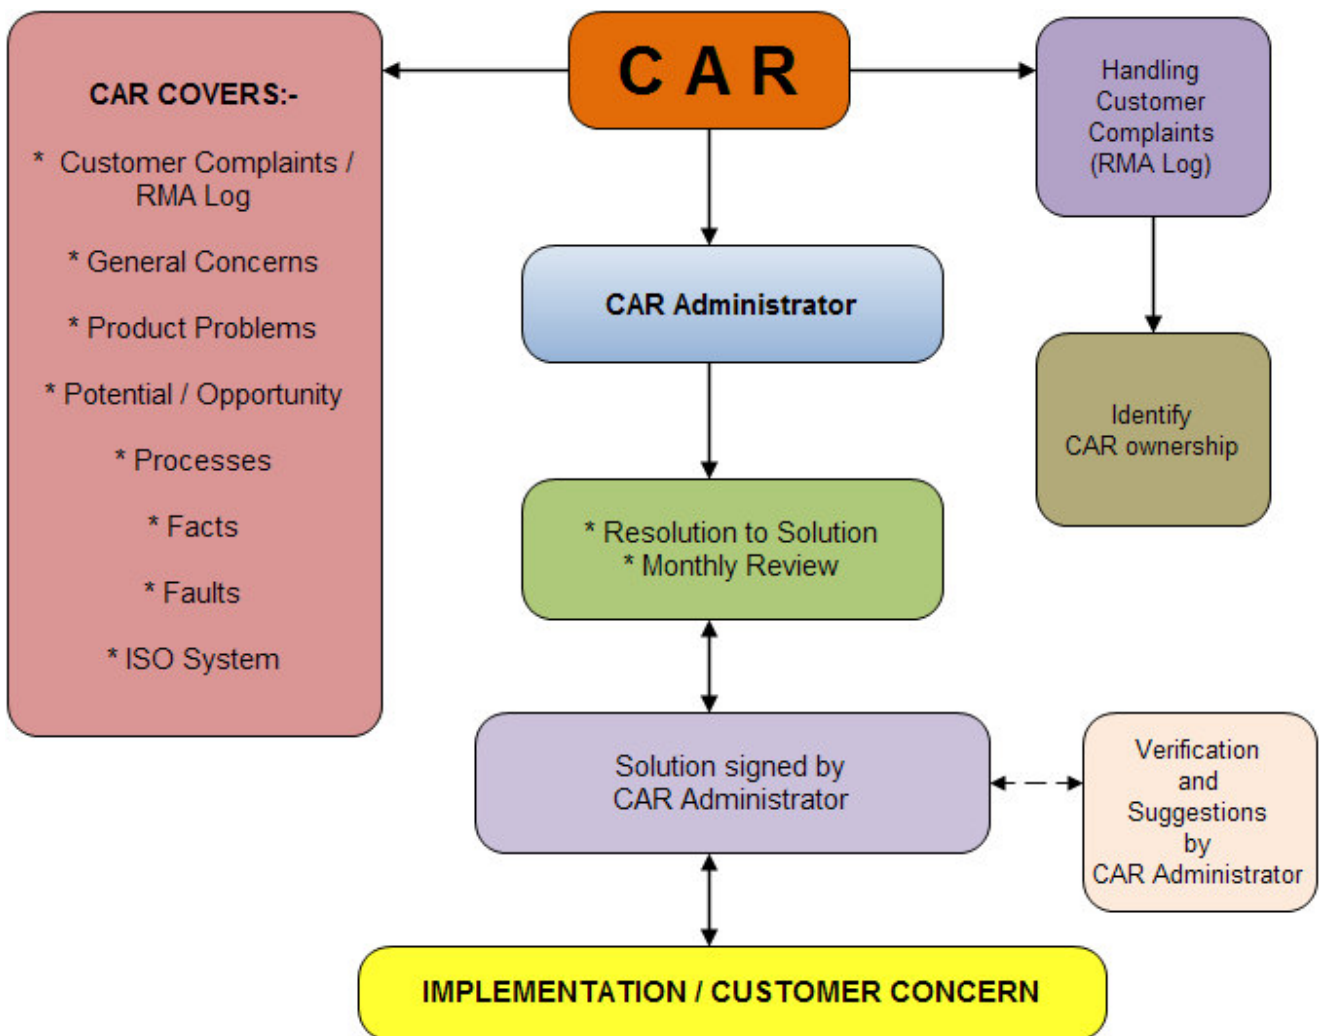 C A R
CAR COVERS:-
* Customer Complaints /
RMA Log
* General Concerns
* Product Problems
* Potential / Opportunity
* Processes
* Facts
* Faults
* ISO System
Handling
Customer
Complaints
(RMA Log)
CAR Administrator
Identify
CAR ownership
* Resolution to Solution
* Monthly Review
Solution signed by
CAR Administrator
Verification
and
Suggestions
by
CAR Administrator
IMPLEMENTATION / CUSTOMER CONCERN